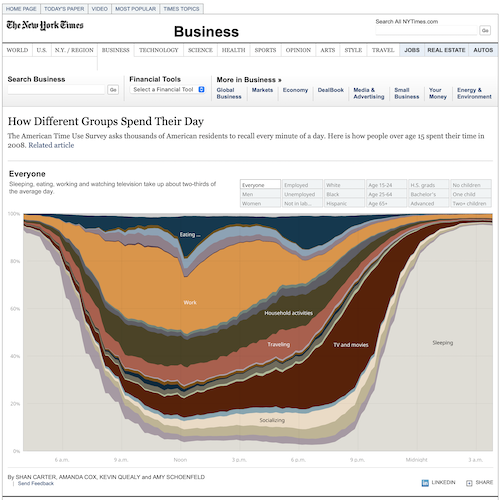 HOME PAGE TODAY'S PAPER VIDEO MOST POPULAR TIMES TOPICS
The New York Times
Business
Search All NYTimes.com
Go
WORLD U.S. N.Y. / REGION BUSINESS TECHNOLOGY SCIENCE HEALTH SPORTS OPINION ARTS STYLE TRAVEL JOBS REAL ESTATE AUTOS
Search Business
Go
Financial Tools
Select a Financial Tool
More in Business »
Global Business
Markets
Economy
DealBook
Media & Advertising
Small Business
Your Money
Energy & Environment
How Different Groups Spend Their Day
The American Time Use Survey asks thousands of American residents to recall every minute of a day. Here is how people over age 15 spent their time in
2008. Related article
Everyone
Sleeping, eating, working and watching television take up about two-thirds of
the average day.
Everyone Employed White Age 15-24 H.S. grads No children
Men Unemployed Black Age 25-64 Bachelor's One child
Women Not in lab... Hispanic Age 65+ Advanced Two+ children
100%
80%
60%
40%
20%
Eating ...
Work
Household activities
Traveling
TV and movies
Sleeping
Socializing
6 a.m. 9 a.m. Noon 3 p.m. 6 p.m. 9 p.m. Midnight 3 a.m.
By SHAN CARTER, AMANDA COX, KEVIN QUEALY and AMY SCHOENFELD
Send Feedback
LINKEDIN
SHARE